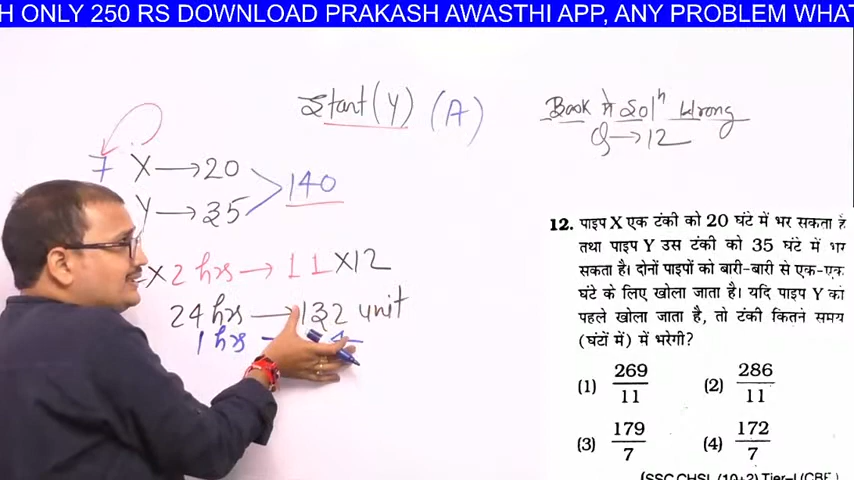 H ONLY 250 RS DOWNLOAD PRAKASH AWASTHI APP, ANY PROBLEM WHAT
Start (Y) (A)
Book में Solⁿ Wrong
Q → 12
7 X → 20
Y → 35
140
X 2 hrs → 11 X12
24 hrs → 132 unit
1 hrs
12. पाइप X एक टंकी को 20 घंटे में भर सकता है
तथा पाइप Y उस टंकी को 35 घंटे में भर
सकता है। दोनों पाइपों को बारी-बारी से एक-एक
घंटे के लिए खोला जाता है। यदि पाइप Y को
पहले खोला जाता है, तो टंकी कितने समय
(घंटों में) में भरेगी?
(1) 269/11 (2) 286/11
(3) 179/7 (4) 172/7
(SSC CHSL (10+2) Tier-I (CBE)